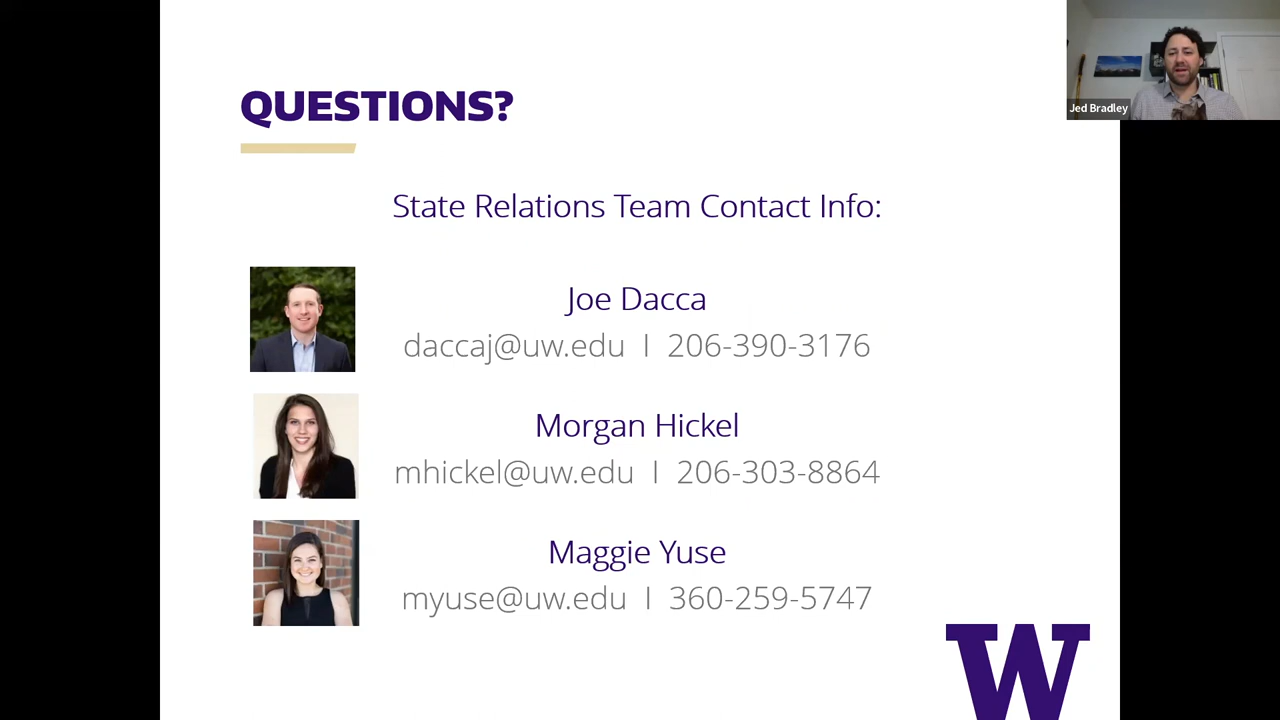 QUESTIONS?
Jed Bradley
State Relations Team Contact Info:
Joe Dacca
daccaj@uw.edu I 206-390-3176
Morgan Hickel
mhickel@uw.edu I 206-303-8864
Maggie Yuse
myuse@uw.edu I 360-259-5747
W